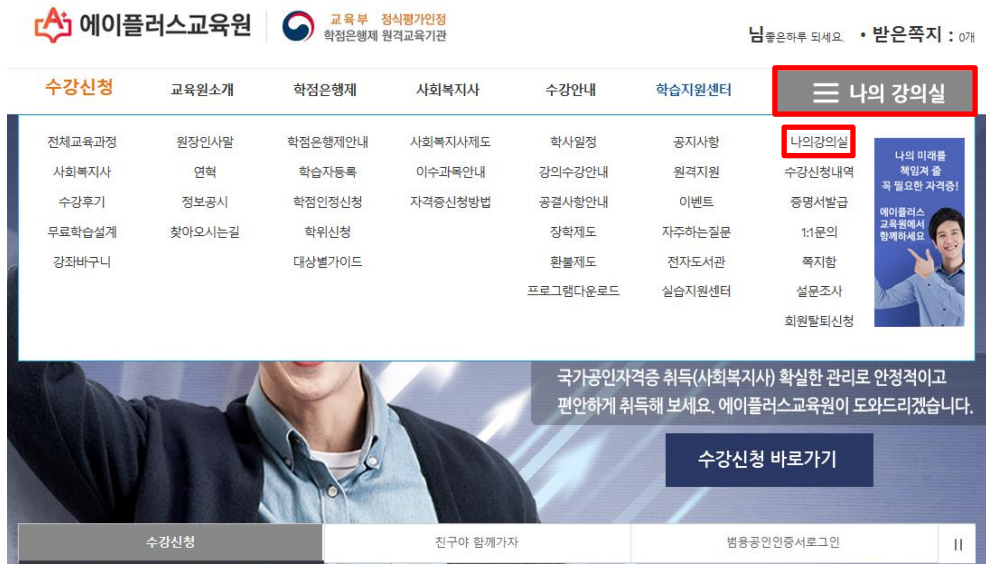 에이플러스교육원
교육부 정식평가인정
학점은행제 원격교육기관
님좋은하루 되세요. • 받은쪽지 : 0개
수강신청 교육원소개 학점은행제 사회복지사 수강안내 학습지원센터 나의 강의실
전체교육과정 원장인사말 학점은행제안내 사회복지사제도 학사일정 공지사항 나의강의실
사회복지사 연혁 학습자등록 이수과목안내 강의수강안내 원격지원 수강신청내역
수강후기 정보공시 학점인정신청 자격증신청방법 공결사항안내 이벤트 증명서발급
무료학습설계 찾아오시는길 학위신청 장학제도 자주하는질문 1:1문의
강좌바구니 대상별가이드 환불제도 전자도서관 쪽지함
프로그램다운로드 실습지원센터 설문조사
회원탈퇴신청
나의 미래를
책임져 줄
꼭 필요한 자격증!
에이플러스
교육원에서
함께하세요
국가공인자격증 취득(사회복지사) 확실한 관리로 안정적이고
편안하게 취득해 보세요. 에이플러스교육원이 도와드리겠습니다.
수강신청 바로가기
수강신청 친구야 함께가자 범용공인인증서로그인